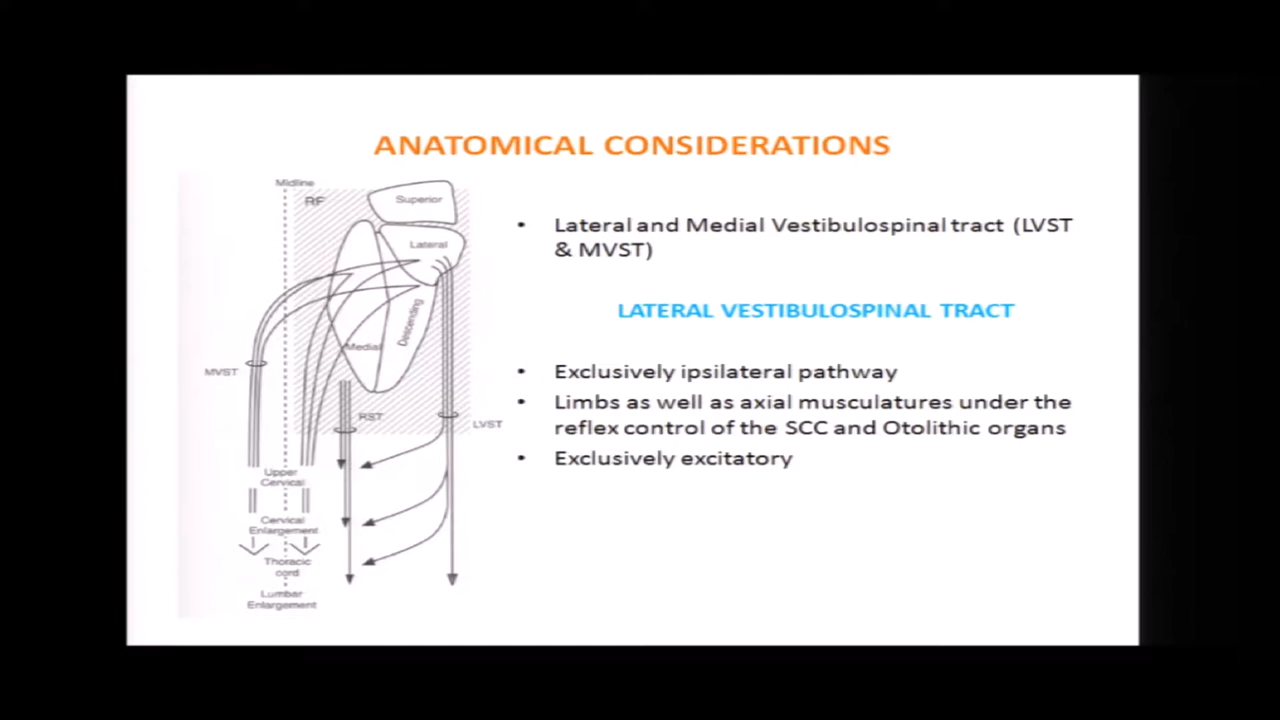 ANATOMICAL CONSIDERATIONS
Midline
RF
Superior
Lateral
Descending
Medial
MVST
RST
LVST
Upper
Cervical
Cervical
Enlargement
Thoracic
cord
Lumbar
Enlargement
• Lateral and Medial Vestibulospinal tract (LVST
& MVST)
LATERAL VESTIBULOSPINAL TRACT
• Exclusively ipsilateral pathway
• Limbs as well as axial musculatures under the
reflex control of the SCC and Otolithic organs
• Exclusively excitatory